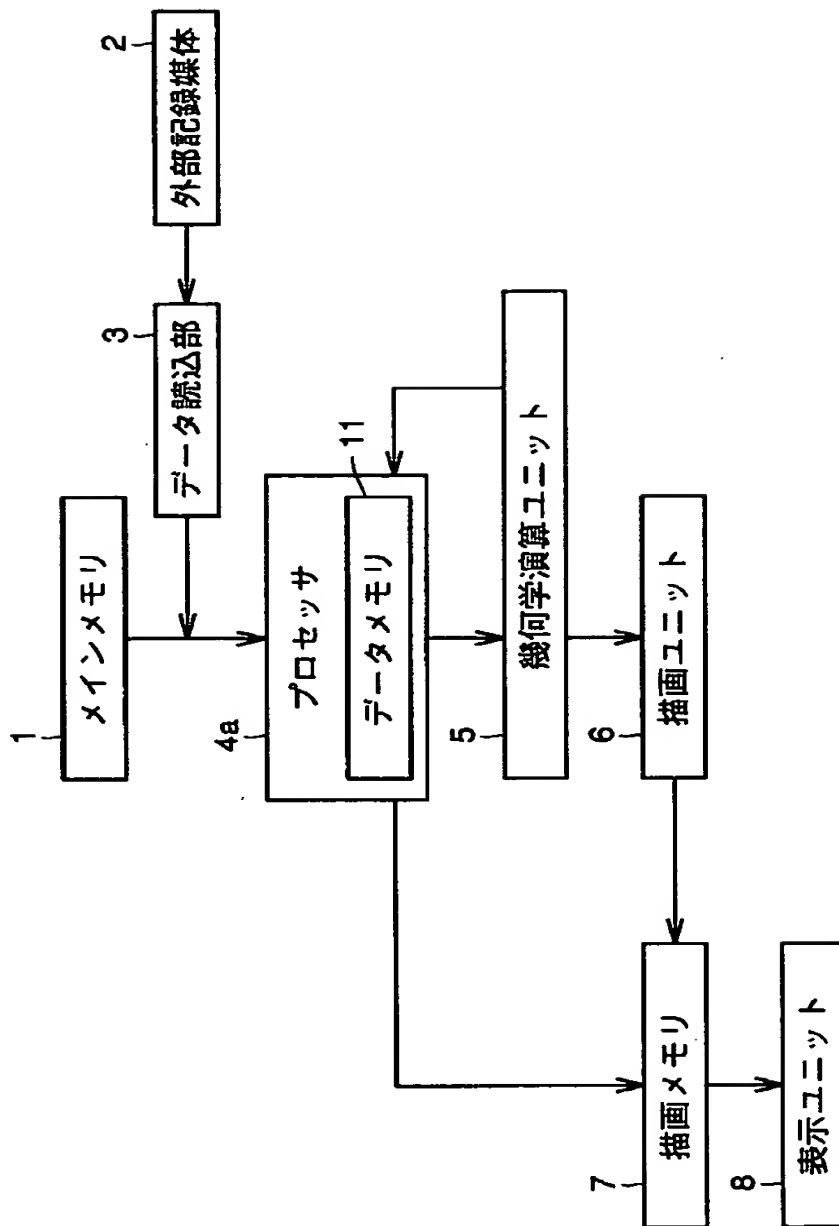 1
メインメモリ
2
外部記録媒体
3
データ読込部
4a
プロセッサ
11
データメモリ
5
幾何学演算ユニット
6
描画ユニット
7
描画メモリ
8
表示ユニット